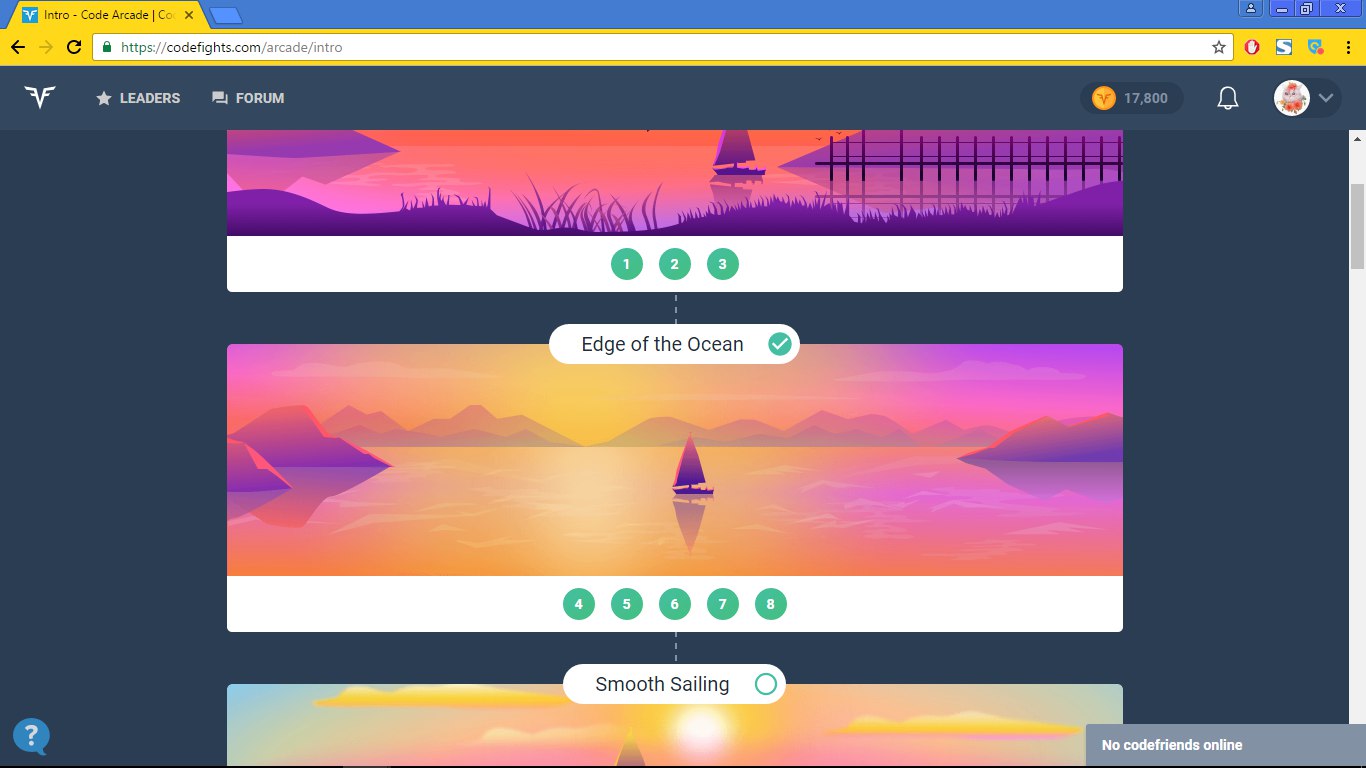 Intro - Code Arcade | Co
https://codefights.com/arcade/intro
LEADERS
FORUM
17,800
1 2 3
Edge of the Ocean
4 5 6 7 8
Smooth Sailing
?
No codefriends online